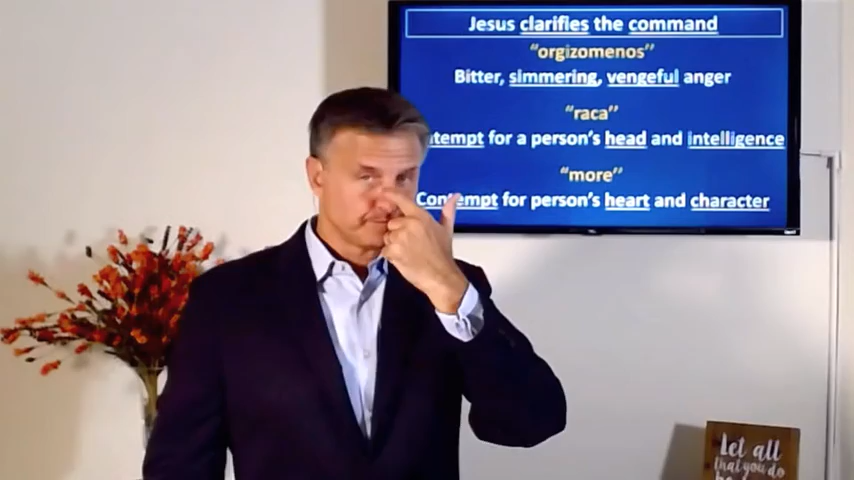 Jesus clarifies the command
"orgizomenos"
Bitter, simmering, vengeful anger
"raca"
tempt for a person's head and intelligence
"more"
Contempt for person's heart and character
Let all
that you do